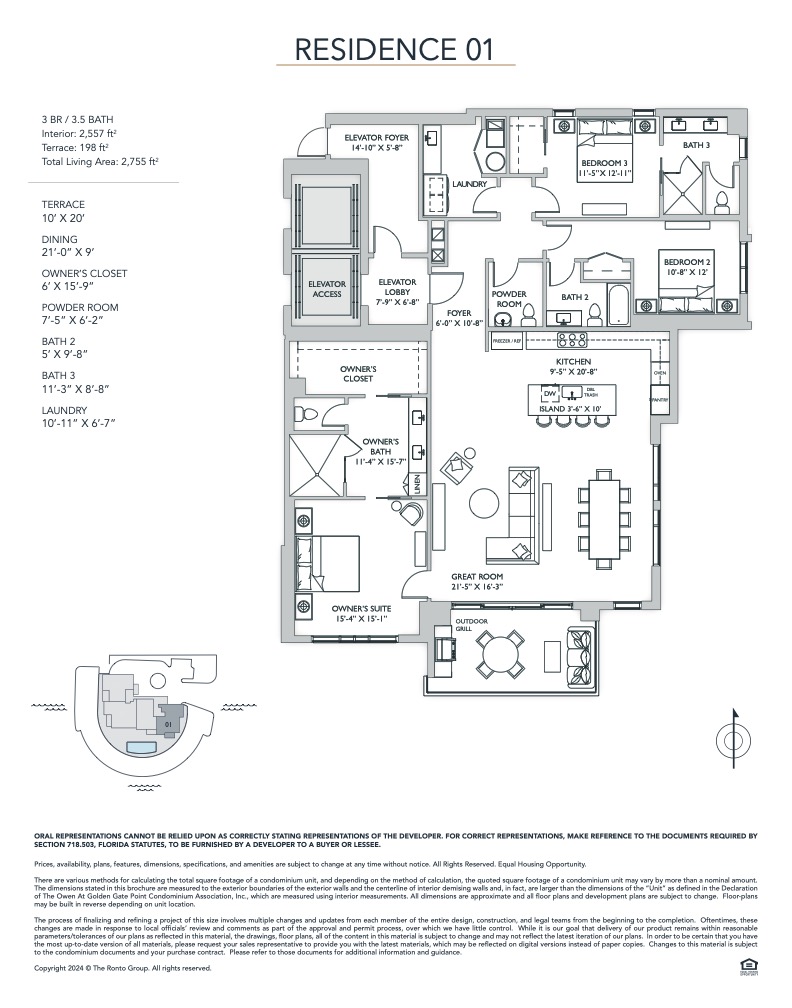 RESIDENCE 01
3 BR / 3.5 BATH
Interior: 2,557 ft²
Terrace: 198 ft²
Total Living Area: 2,755 ft²
TERRACE
10' X 20'
DINING
21'-0" X 9'
OWNER'S CLOSET
6' X 15'-9"
POWDER ROOM
7'-5" X 6'-2"
BATH 2
5' X 9'-8"
BATH 3
11'-3" X 8'-8"
LAUNDRY
10'-11" X 6'-7"
ELEVATOR FOYER
14'-10" X 5'-8"
LAUNDRY
BEDROOM 3
11'-5" X 12'-11"
BATH 3
ELEVATOR
ACCESS
ELEVATOR
LOBBY
7'-9" X 6'-8"
FOYER
6'-0" X 10'-8"
POWDER
ROOM
BATH 2
BEDROOM 2
10'-8" X 12'
FREEZER / REF
KITCHEN
9'-5" X 20'-8"
OVEN
PANTRY
DW
DBL
TRASH
ISLAND 3'-6" X 10'
OWNER'S
CLOSET
OWNER'S
BATH
11'-4" X 15'-7"
LINEN
GREAT ROOM
21'-5" X 16'-3"
OWNER'S SUITE
15'-4" X 15'-1"
OUTDOOR
GRILL
01
ORAL REPRESENTATIONS CANNOT BE RELIED UPON AS CORRECTLY STATING REPRESENTATIONS OF THE DEVELOPER. FOR CORRECT REPRESENTATIONS, MAKE REFERENCE TO THE DOCUMENTS REQUIRED BY
SECTION 718.503, FLORIDA STATUTES, TO BE FURNISHED BY A DEVELOPER TO A BUYER OR LESSEE.
Prices, availability, plans, features, dimensions, specifications, and amenities are subject to change at any time without notice. All Rights Reserved. Equal Housing Opportunity.
There are various methods for calculating the total square footage of a condominium unit, and depending on the method of calculation, the quoted square footage of a condominium unit may vary by more than a nominal amount.
The dimensions stated in this brochure are measured to the exterior boundaries of the exterior walls and the centerline of interior demising walls and, in fact, are larger than the dimensions of the "Unit" as defined in the Declaration
of The Owen At Golden Gate Point Condominium Association, Inc., which are measured using interior measurements. All dimensions are approximate and all floor plans and development plans are subject to change. Floor-plans
may be built in reverse depending on unit location.
The process of finalizing and refining a project of this size involves multiple changes and updates from each member of the entire design, construction, and legal teams from the beginning to the completion. Oftentimes, these
changes are made in response to local officials' review and comments as part of the approval and permit process, over which we have little control. While it is our goal that delivery of our product remains within reasonable
parameters/tolerances of our plans as reflected in this material, the drawings, floor plans, all of the content in this material is subject to change and may not reflect the latest iteration of our plans. In order to be certain that you have
the most up-to-date version of all materials, please request your sales representative to provide you with the latest materials, which may be reflected on digital versions instead of paper copies. Changes to this material is subject
to the condominium documents and your purchase contract. Please refer to those documents for additional information and guidance.
Copyright 2024 © The Ronto Group. All rights reserved.